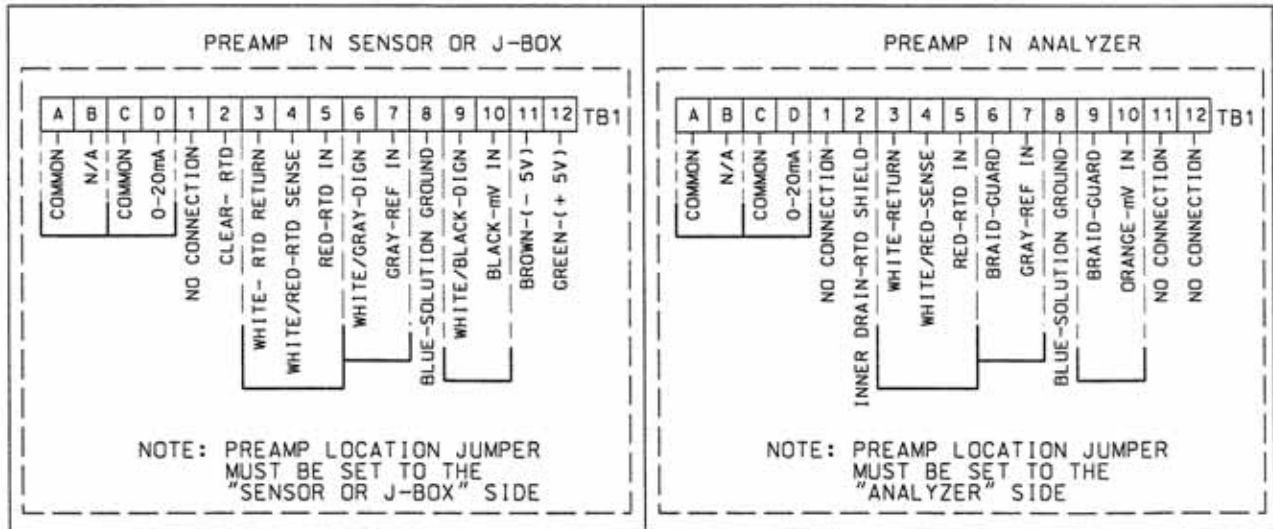 PREAMP IN SENSOR OR J-BOX
A B C D 1 2 3 4 5 6 7 8 9 10 11 12 TB1
COMMON
N/A
COMMON
0-20mA
NO CONNECTION
CLEAR- RTD
WHITE- RTD RETURN
WHITE/RED-RTD SENSE
RED-RTD IN
WHITE/GRAY-DIGN
GRAY-REF IN
BLUE-SOLUTION GROUND
WHITE/BLACK-DIGN
BLACK-mV IN
BROWN-(- 5V)
GREEN-(+ 5V)
NOTE: PREAMP LOCATION JUMPER
MUST BE SET TO THE
"SENSOR OR J-BOX" SIDE
PREAMP IN ANALYZER
A B C D 1 2 3 4 5 6 7 8 9 10 11 12 TB1
COMMON
N/A
COMMON
0-20mA
NO CONNECTION
INNER DRAIN-RTD SHIELD
WHITE-RETURN
WHITE/RED-SENSE
RED-RTD IN
BRAID-GUARD
GRAY-REF IN
BLUE-SOLUTION GROUND
BRAID-GUARD
ORANGE-mV IN
NO CONNECTION
NO CONNECTION
NOTE: PREAMP LOCATION JUMPER
MUST BE SET TO THE
"ANALYZER" SIDE